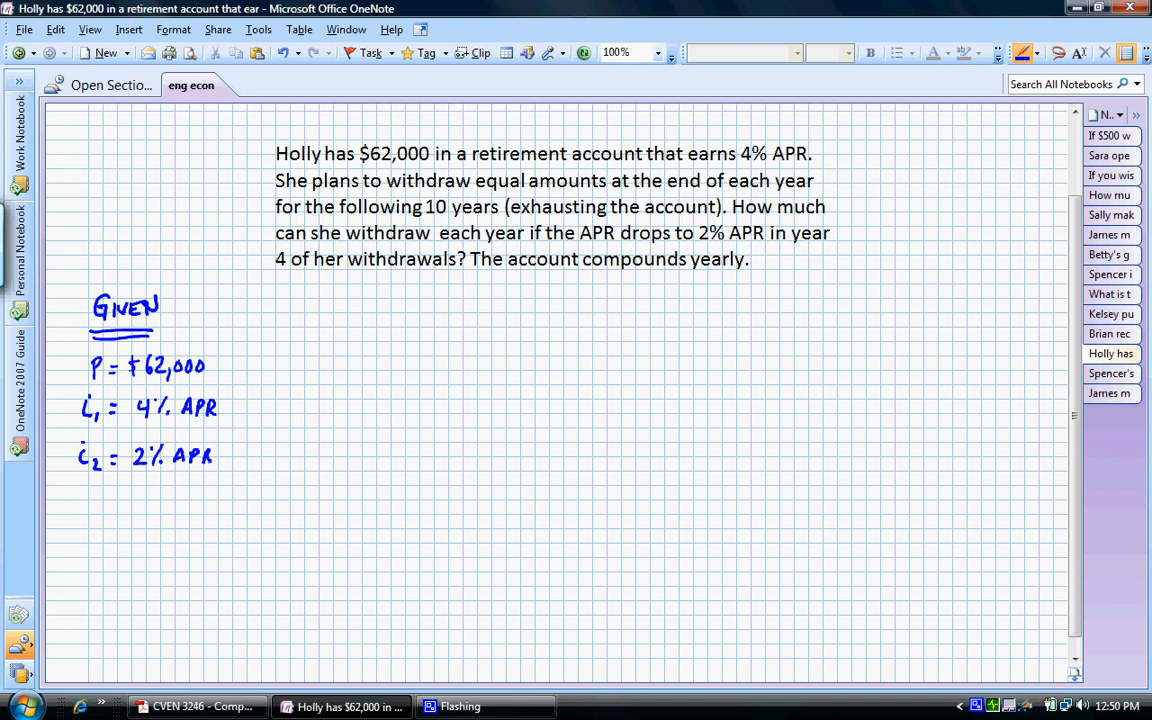 Holly has $62,000 in a retirement account that ear - Microsoft Office OneNote
File Edit View Insert Format Share Tools Table Window Help
New Task Tag Clip 100% B A A
Open Sectio... eng econ Search All Notebooks
Work Notebook
Personal Notebook
OneNote 2007 Guide
Holly has $62,000 in a retirement account that earns 4% APR.
She plans to withdraw equal amounts at the end of each year
for the following 10 years (exhausting the account). How much
can she withdraw each year if the APR drops to 2% APR in year
4 of her withdrawals? The account compounds yearly.
GIVEN
P = $62,000
i₁ = 4% APR
i₂ = 2% APR
N..
If $500 w
Sara ope
If you wis
How mu
Sally mak
James m
Betty's g
Spencer i
What is t
Kelsey pu
Brian rec
Holly has
Spencer's
James m
CVEN 3246 - Comp... Holly has $62,000 in ... Flashing 12:50 PM